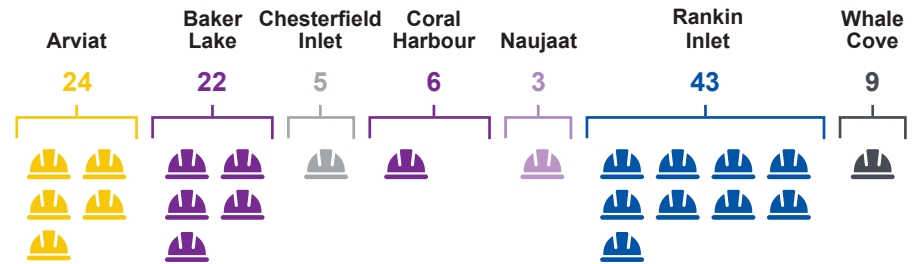 Arviat
24
Baker
Lake
22
Chesterfield
Inlet
5
Coral
Harbour
6
Naujaat
3
Rankin
Inlet
43
Whale
Cove
9